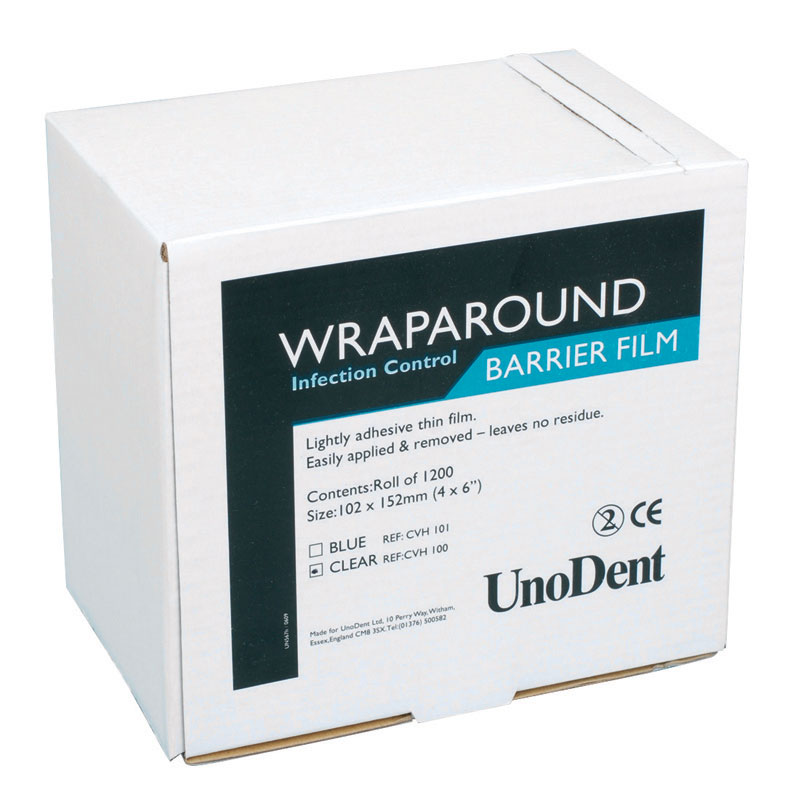 WRAPAROUND
Infection Control
BARRIER FILM
Lightly adhesive thin film.
Easily applied & removed – leaves no residue.
Contents:Roll of 1200
Size:102 x 152mm (4 x 6”)
BLUE REF: CVH 101
CLEAR REF:CVH 100
2 CE
UnoDent
Made for UnoDent Ltd, 10 Perry Way, Witham,
Essex,England CM8 3SX.Tel:(01376) 500582